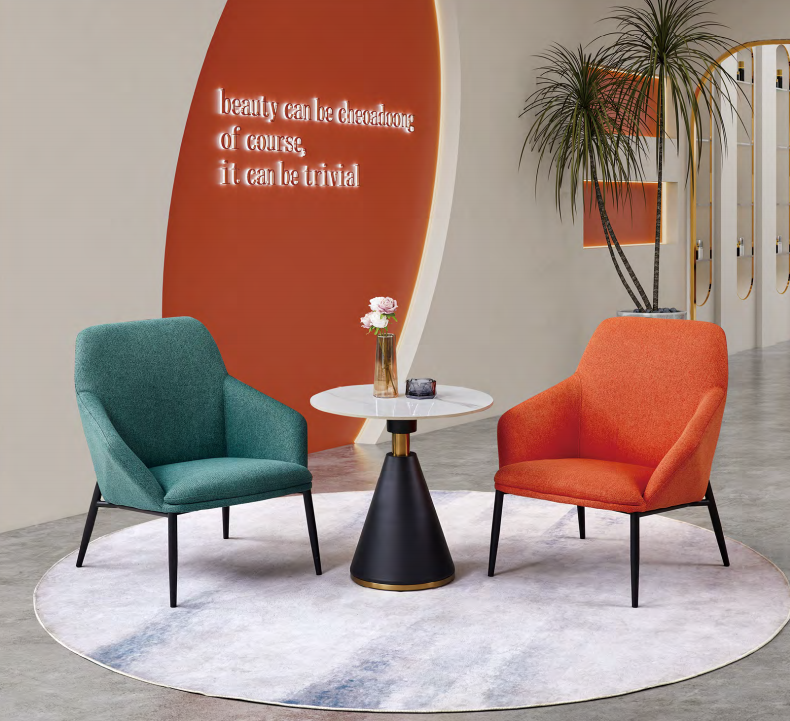 beauty can be cheoadoong
of course,
it can be trivial